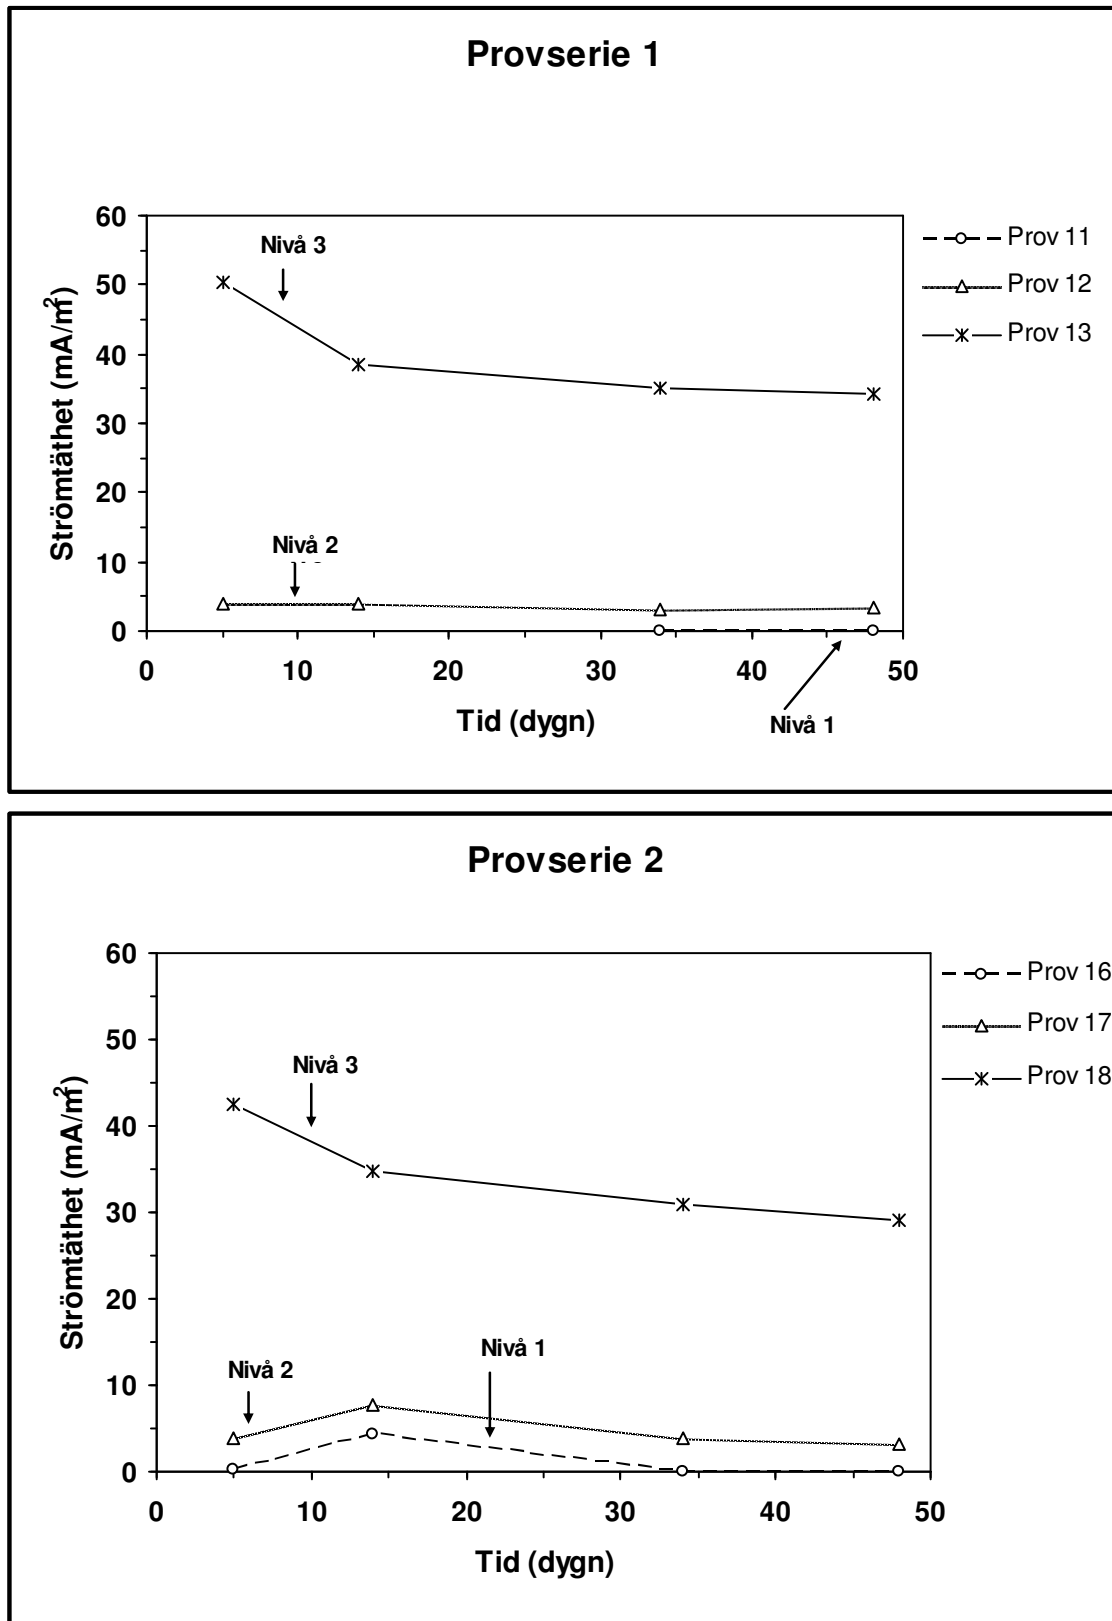 Provserie 1
Strömtäthet (mA/m²)
60
50
40
30
20
10
0
Nivå 3
Nivå 2
Nivå 1
0 10 20 30 40 50
Tid (dygn)
Prov 11
Prov 12
Prov 13
Provserie 2
Strömtäthet (mA/m²)
60
50
40
30
20
10
0
Nivå 3
Nivå 2
Nivå 1
0 10 20 30 40 50
Tid (dygn)
Prov 16
Prov 17
Prov 18